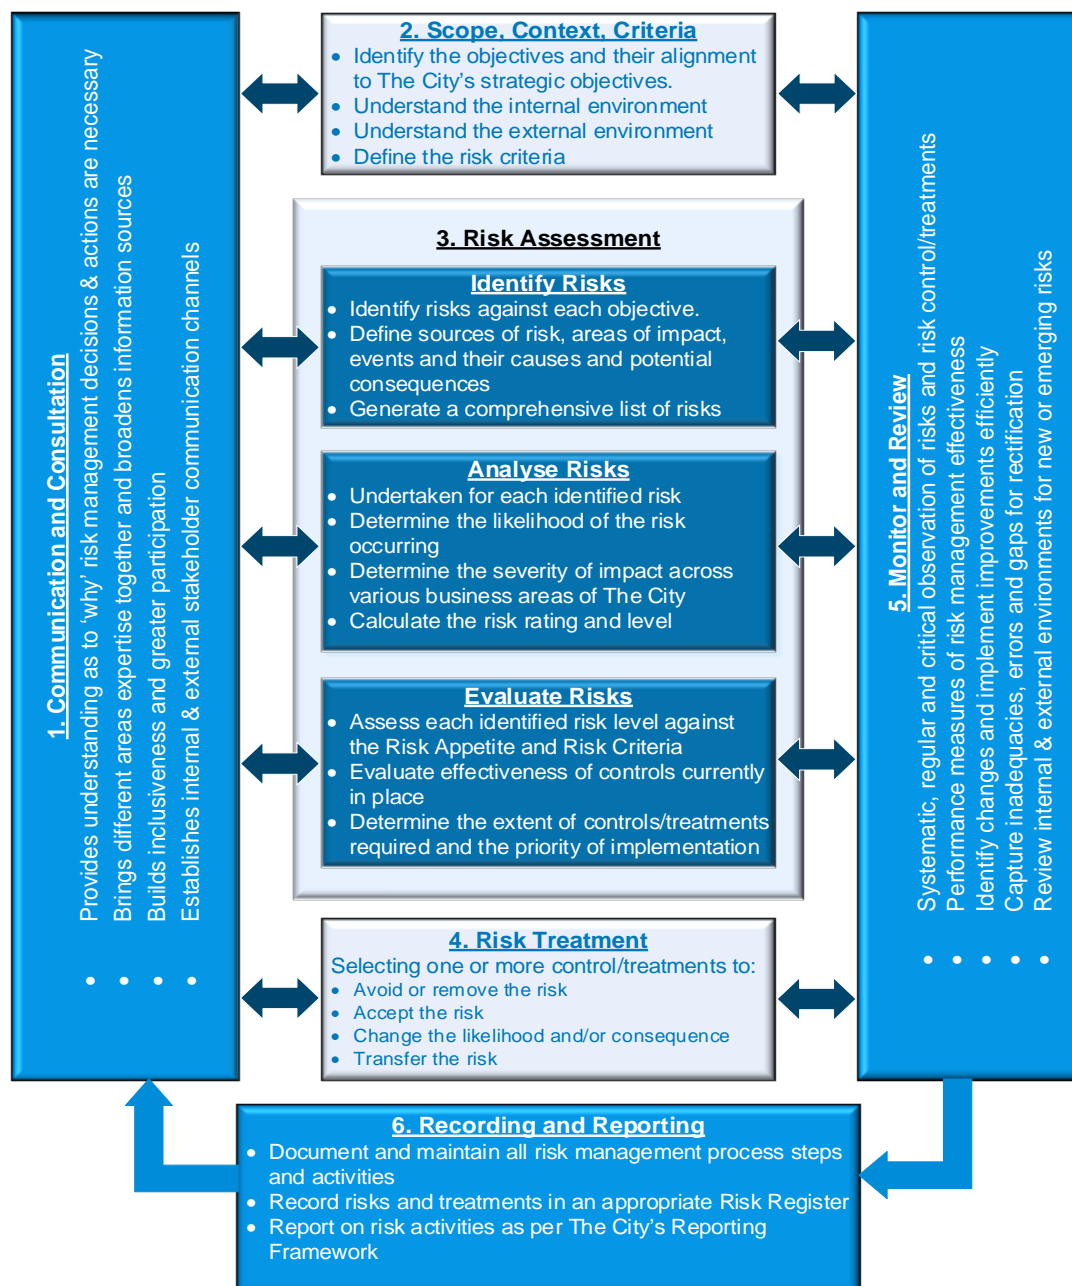 1. Communication and Consultation
• Provides understanding as to ‘why’ risk management decisions & actions are necessary
• Brings different areas expertise together and broadens information sources
• Builds inclusiveness and greater participation
• Establishes internal & external stakeholder communication channels
2. Scope, Context, Criteria
• Identify the objectives and their alignment
to The City’s strategic objectives.
• Understand the internal environment
• Understand the external environment
• Define the risk criteria
3. Risk Assessment
Identify Risks
• Identify risks against each objective.
• Define sources of risk, areas of impact,
events and their causes and potential
consequences
• Generate a comprehensive list of risks
Analyse Risks
• Undertaken for each identified risk
• Determine the likelihood of the risk
occurring
• Determine the severity of impact across
various business areas of The City
• Calculate the risk rating and level
Evaluate Risks
• Assess each identified risk level against
the Risk Appetite and Risk Criteria
• Evaluate effectiveness of controls currently
in place
• Determine the extent of controls/treatments
required and the priority of implementation
4. Risk Treatment
Selecting one or more control/treatments to:
• Avoid or remove the risk
• Accept the risk
• Change the likelihood and/or consequence
• Transfer the risk
5. Monitor and Review
• Systematic, regular and critical observation of risks and risk control/treatments
• Performance measures of risk management effectiveness
• Identify changes and implement improvements efficiently
• Capture inadequacies, errors and gaps for rectification
• Review internal & external environments for new or emerging risks
6. Recording and Reporting
• Document and maintain all risk management process steps
and activities
• Record risks and treatments in an appropriate Risk Register
• Report on risk activities as per The City’s Reporting
Framework